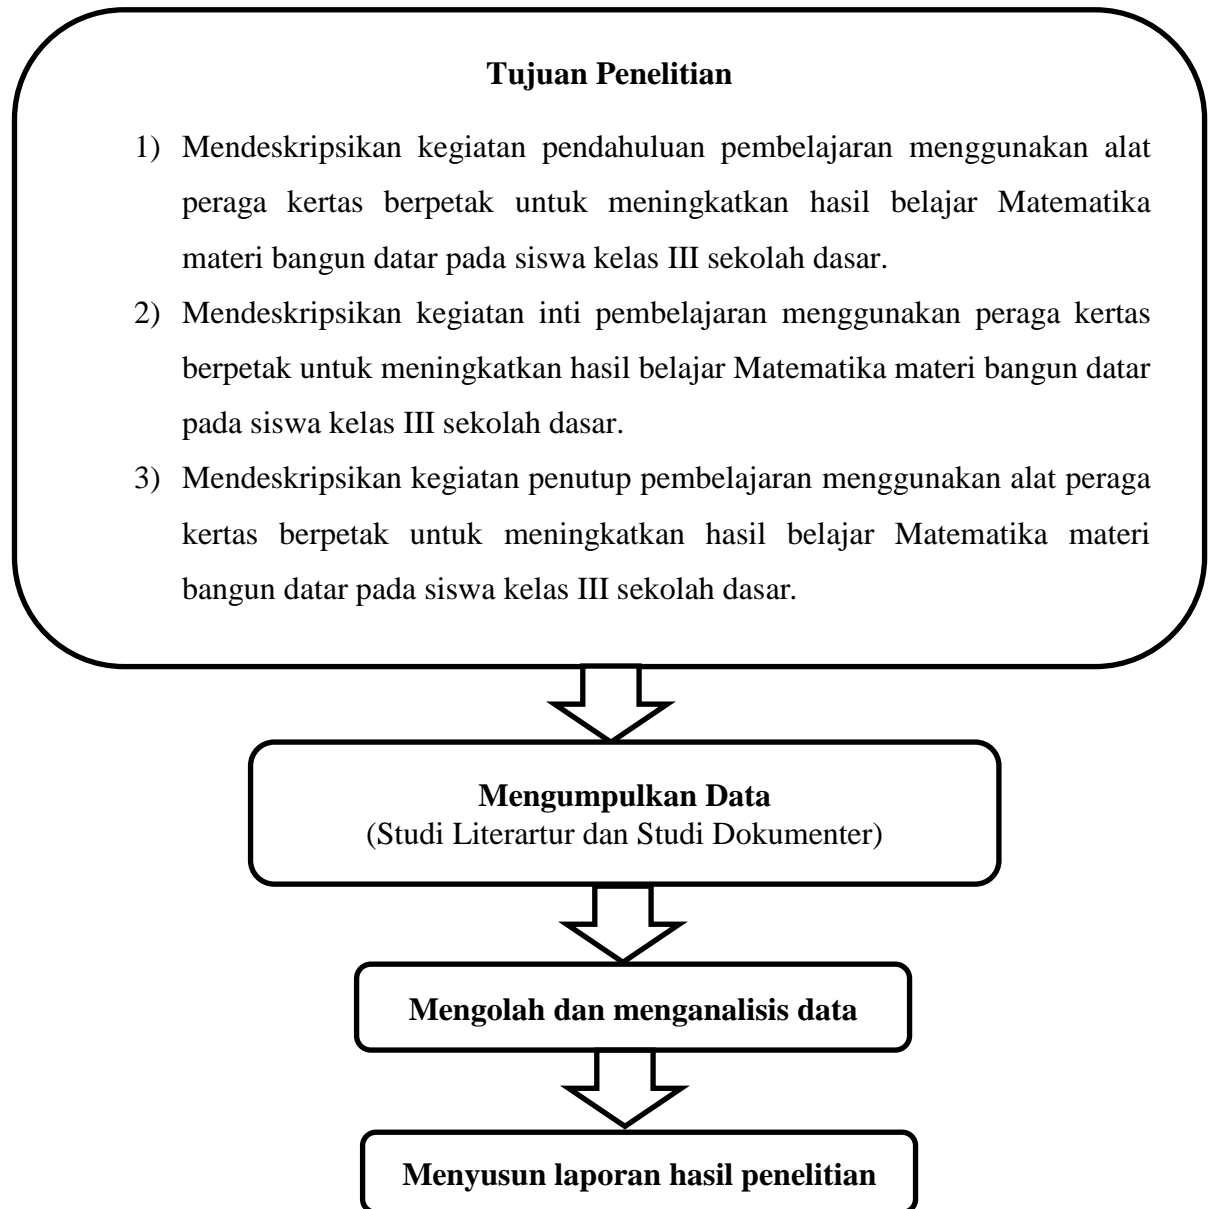 Tujuan Penelitian
1) Mendeskripsikan kegiatan pendahuluan pembelajaran menggunakan alat
peraga kertas berpetak untuk meningkatkan hasil belajar Matematika
materi bangun datar pada siswa kelas III sekolah dasar.
2) Mendeskripsikan kegiatan inti pembelajaran menggunakan peraga kertas
berpetak untuk meningkatkan hasil belajar Matematika materi bangun datar
pada siswa kelas III sekolah dasar.
3) Mendeskripsikan kegiatan penutup pembelajaran menggunakan alat peraga
kertas berpetak untuk meningkatkan hasil belajar Matematika materi
bangun datar pada siswa kelas III sekolah dasar.
Mengumpulkan Data
(Studi Literartur dan Studi Dokumenter)
Mengolah dan menganalisis data
Menyusun laporan hasil penelitian